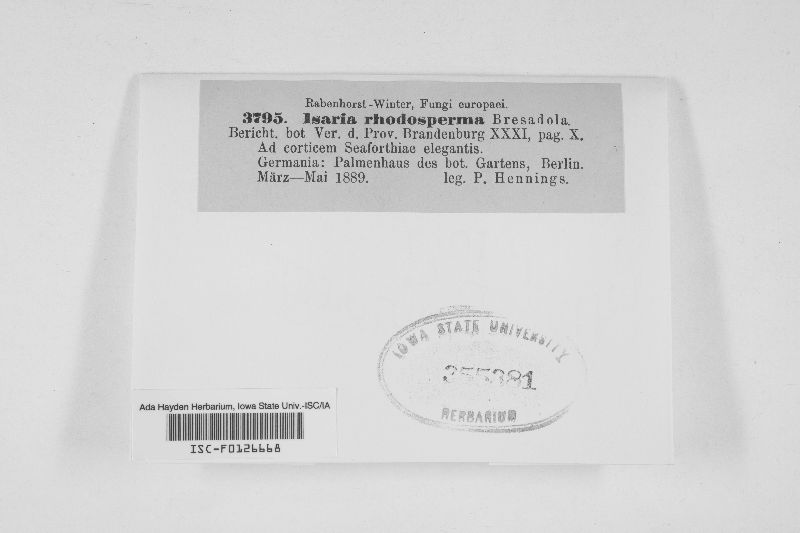 Rabenhorst-Winter, Fungi europaei.
3795. Isaria rhodosperma Bresadola.
Bericht. bot Ver. d. Prov. Brandenburg XXXI, pag. X.
Ad corticem Seaforthiae elegantis.
Germania: Palmenhaus des bot. Gartens, Berlin.
März—Mai 1889. leg. P. Hennings.
IOWA STATE UNIVERSITY
355381
HERBARIUM
Ada Hayden Herbarium, Iowa State Univ.-ISC/IA
ISC-F0126668